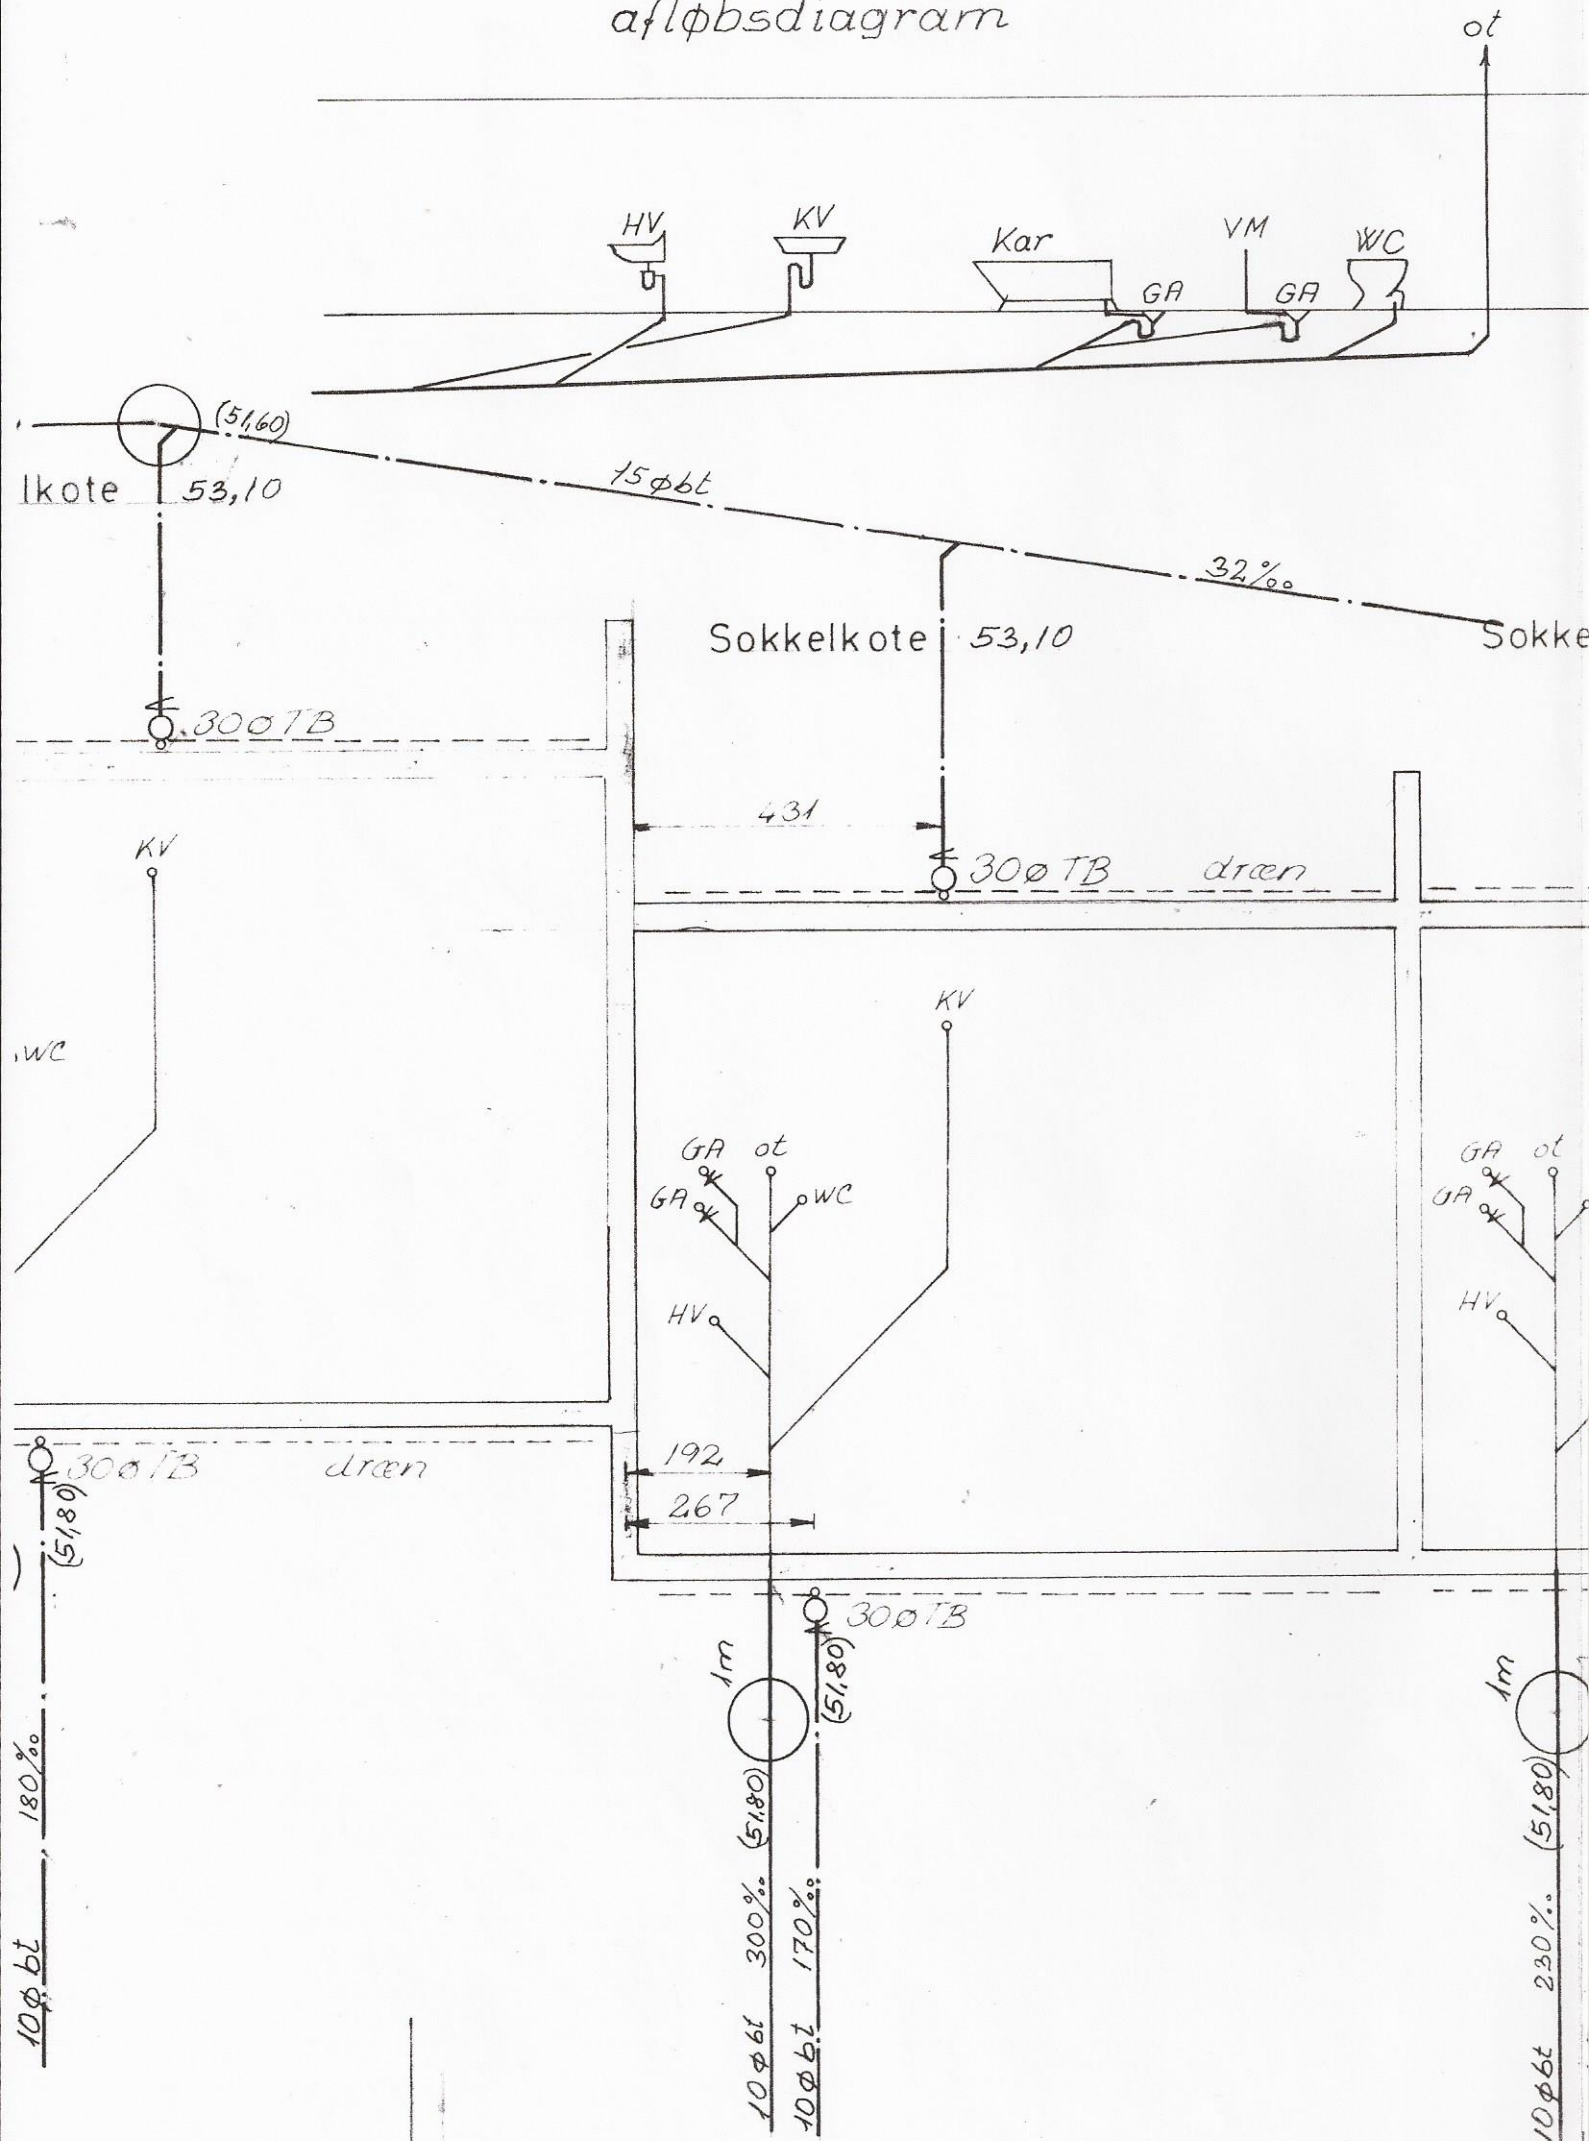 afløbsdiagram
ot
HV
KV
Kar
GA
VM
GA
WC
(51,60)
lkote 53,10
15øbt
32‰
Sokkelkote 53,10
Sokke
30øTB
431
30øTB dræn
KV
KV
WC
GA ot
GA WC
HV
GA ot
GA
HV
192
267
30øTB dræn
(51,80)
30øTB
(51,80)
1m
1m
10øbt 180‰
10øbt 300‰ (51,80)
10øbt 170‰
10øbt 230‰ (51,80)